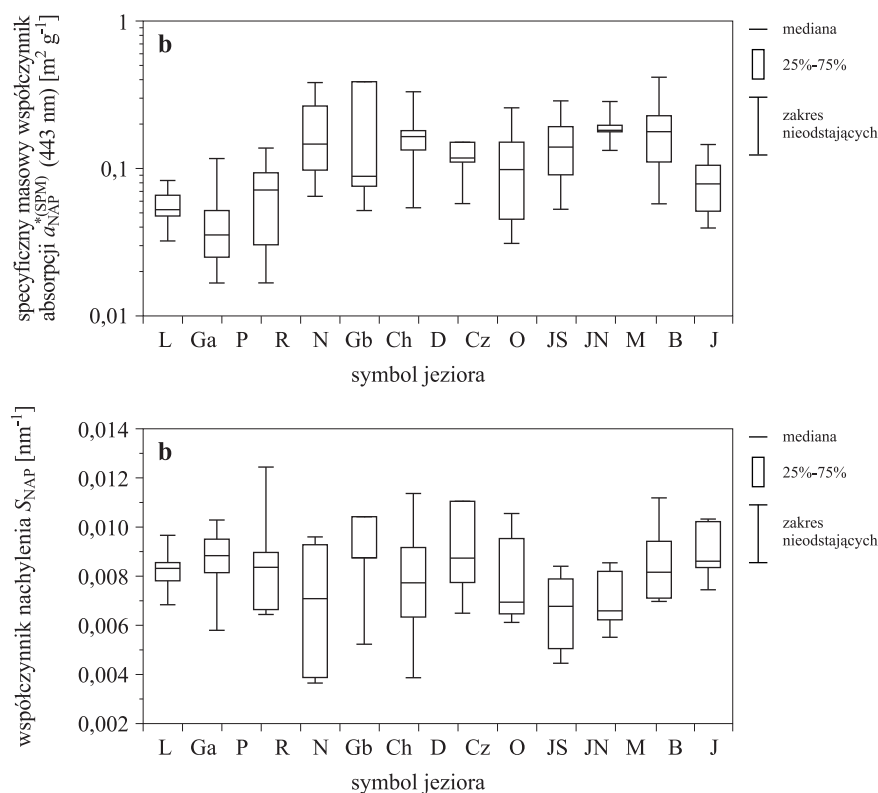 specyficzny masowy współczynnik
absorpcji a*(SPM)NAP (443 nm) [m2 g-1]
1
0,1
0,01
b
L Ga P R N Gb Ch D Cz O JS JN M B J
symbol jeziora
mediana
25%-75%
zakres
nieodstających
współczynnik nachylenia SNAP [nm-1]
0,014
0,012
0,010
0,008
0,006
0,004
0,002
b
L Ga P R N Gb Ch D Cz O JS JN M B J
symbol jeziora
mediana
25%-75%
zakres
nieodstających